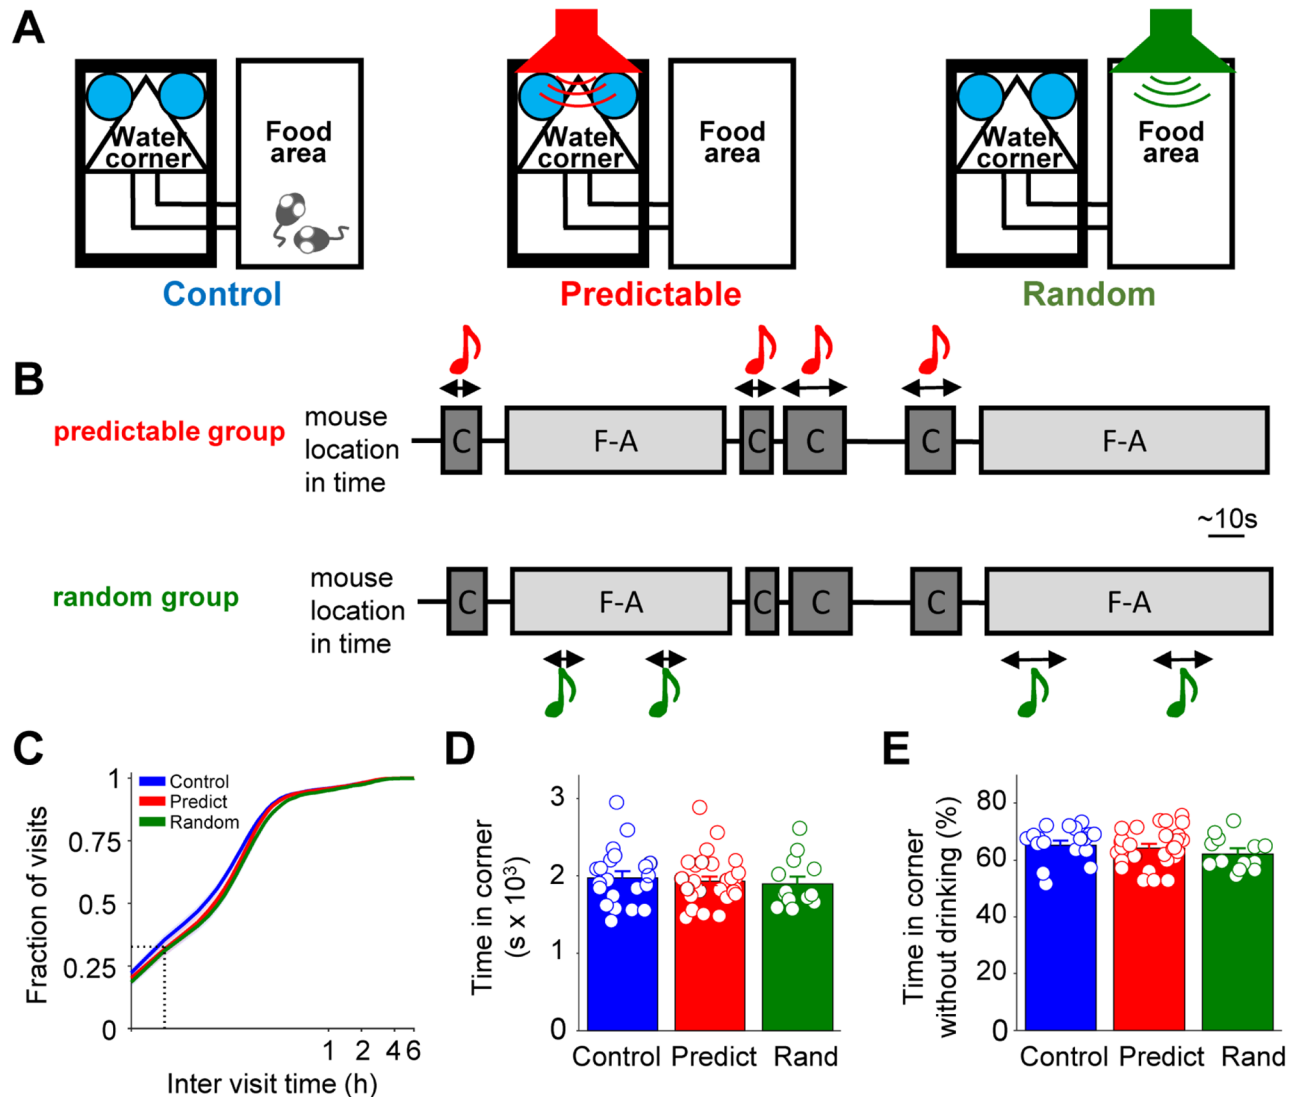 A
Water
corner
Food
area
Control
Water
corner
Food
area
Predictable
Water
corner
Food
area
Random
B
predictable group
mouse
location
in time
C
F-A
C
C
C
F-A
~10s
random group
mouse
location
in time
C
F-A
C
C
C
F-A
C
Control
Predict
Random
Fraction of visits
1
0.75
0.5
0.25
0
1 2 4 6
Inter visit time (h)
D
Time in corner
(s x 10³)
3
2
1
0
Control Predict Rand
E
Time in corner
without drinking (%)
80
60
40
20
0
Control Predict Rand